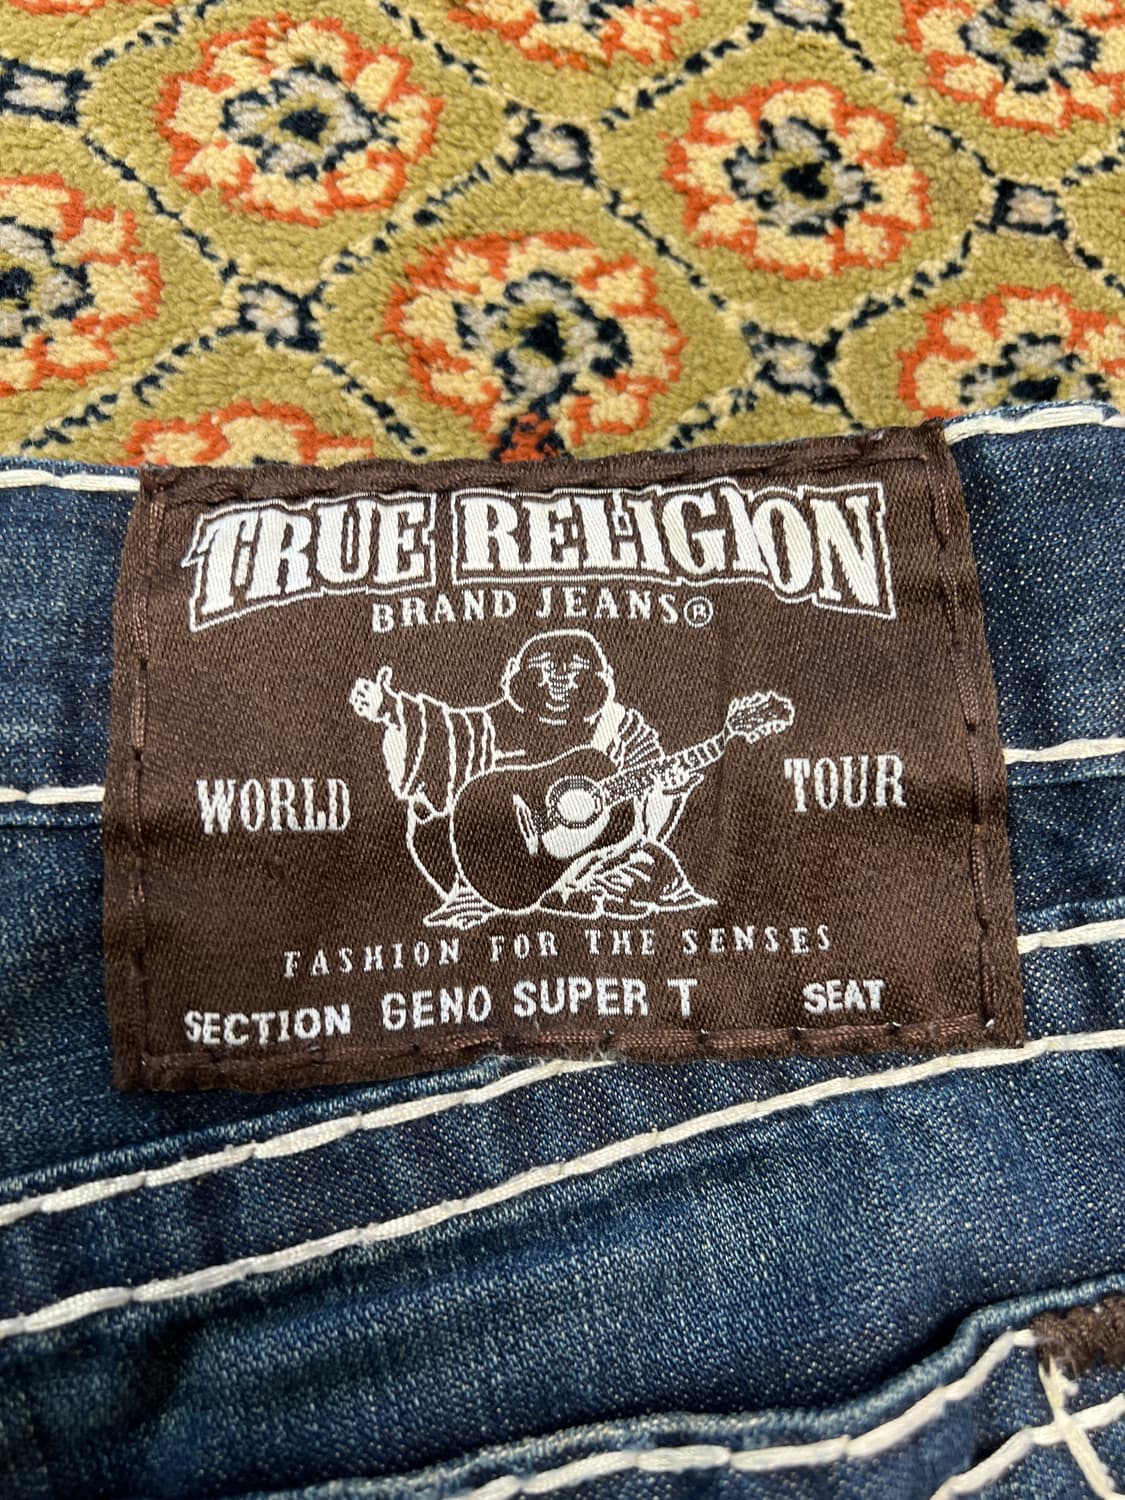 TRUE RELIGION
BRAND JEANS®
WORLD TOUR
FASHION FOR THE SENSES
SECTION GENO SUPER T SEAT